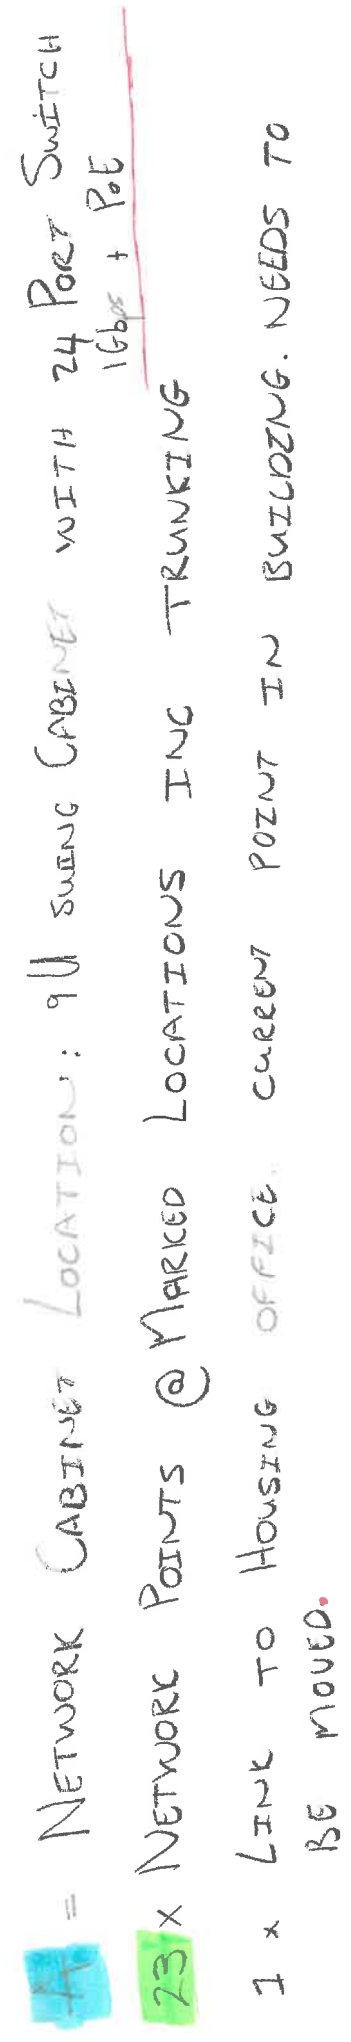 A = NETWORK CABINET LOCATION: 9U SWING CABINET WITH 24 PORT SWITCH
1Gbps + PoE
23 x NETWORK POINTS @ MARKED LOCATIONS INC TRUNKING
1 x LINK TO HOUSING OFFICE. CURRENT POINT IN BUILDING. NEEDS TO
BE MOVED.